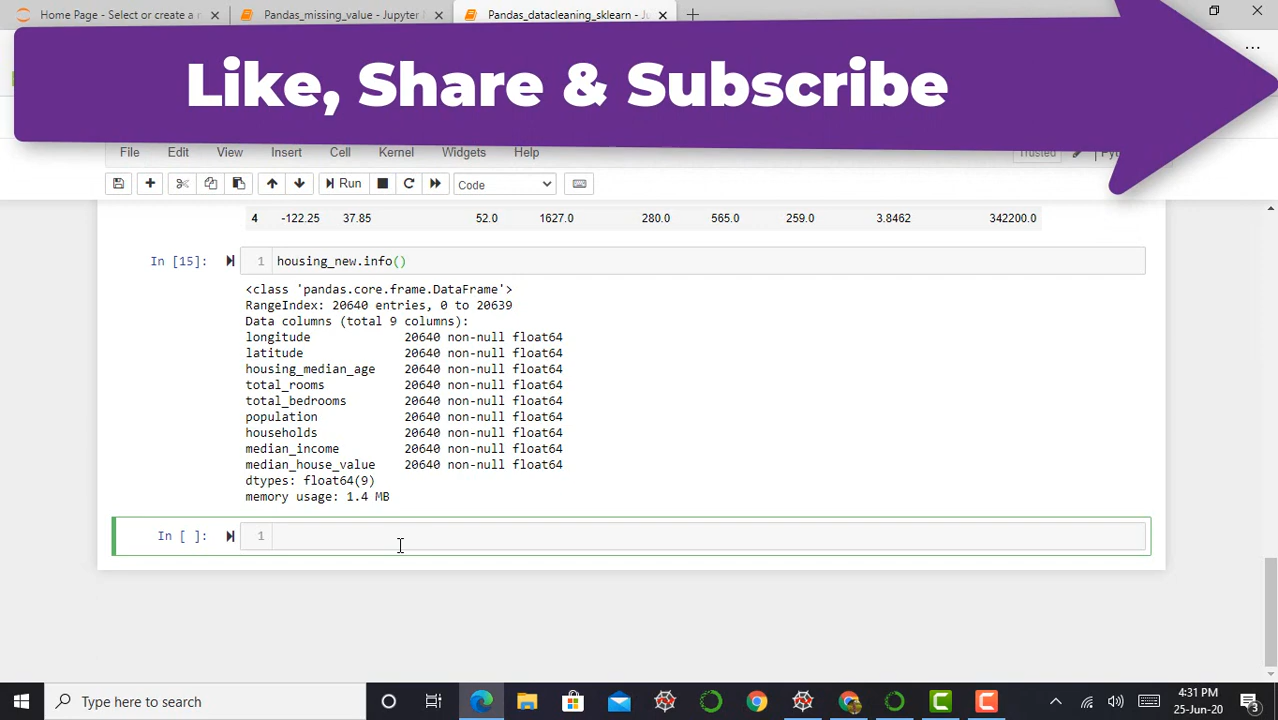 Home Page - Select or create a n
Pandas_missing_value - Jupyter
Pandas_datacleaning_sklearn - Ju
Like, Share & Subscribe
File Edit View Insert Cell Kernel Widgets Help
Trusted
Run
Code
4 -122.25 37.85 52.0 1627.0 280.0 565.0 259.0 3.8462 342200.0
In [15]: 1 housing_new.info()
<class 'pandas.core.frame.DataFrame'>
RangeIndex: 20640 entries, 0 to 20639
Data columns (total 9 columns):
longitude 20640 non-null float64
latitude 20640 non-null float64
housing_median_age 20640 non-null float64
total_rooms 20640 non-null float64
total_bedrooms 20640 non-null float64
population 20640 non-null float64
households 20640 non-null float64
median_income 20640 non-null float64
median_house_value 20640 non-null float64
dtypes: float64(9)
memory usage: 1.4 MB
In [ ]: 1
Type here to search
4:31 PM
25-Jun-20
3